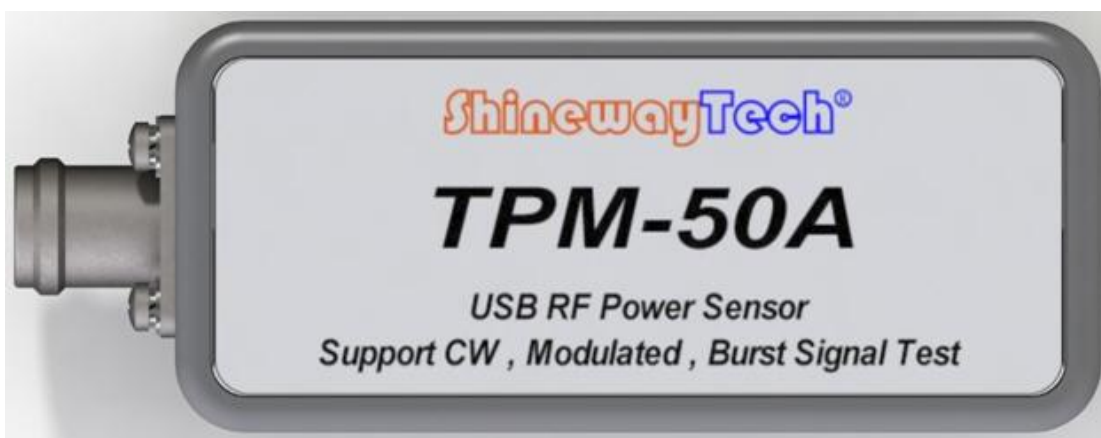 ShinewayTech®
TPM-50A
USB RF Power Sensor
Support CW , Modulated , Burst Signal Test